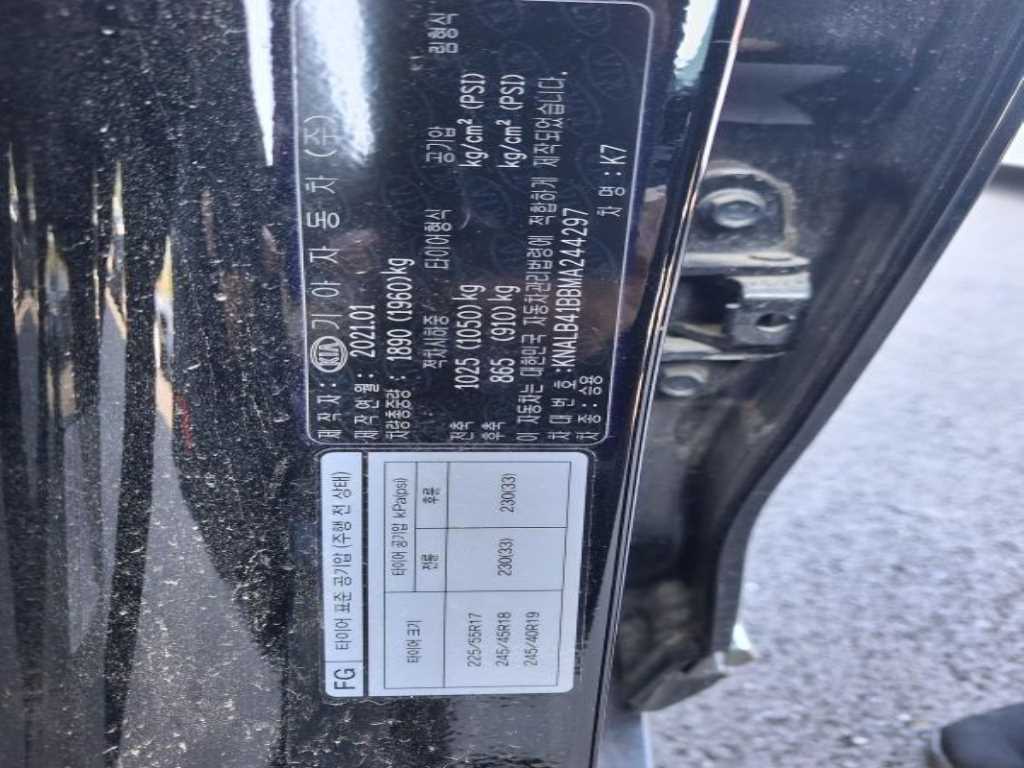 제 작 자 : KIA 기 아 자 동 차 (주)
제작연월 : 2021.01
차량총중량 : 1890 (1960)kg
적차시하중 타이어형식 공기압 림형식
전축 : 1025 (1050)kg kg/cm² (PSI)
후축 : 865 (910)kg kg/cm² (PSI)
이 자동차는 대한민국 자동차관리법령에 적합하게 제작되었습니다.
차 대 번 호 : KNALB41BBMA244297
차종 : 승용 차 명 : K7
FG 타이어 표준 공기압 (주행 전 상태)
타이어 크기 타이어 공기압 kPa(psi)
전륜 후륜
225/55R17
245/45R18 230(33) 230(33)
245/40R19